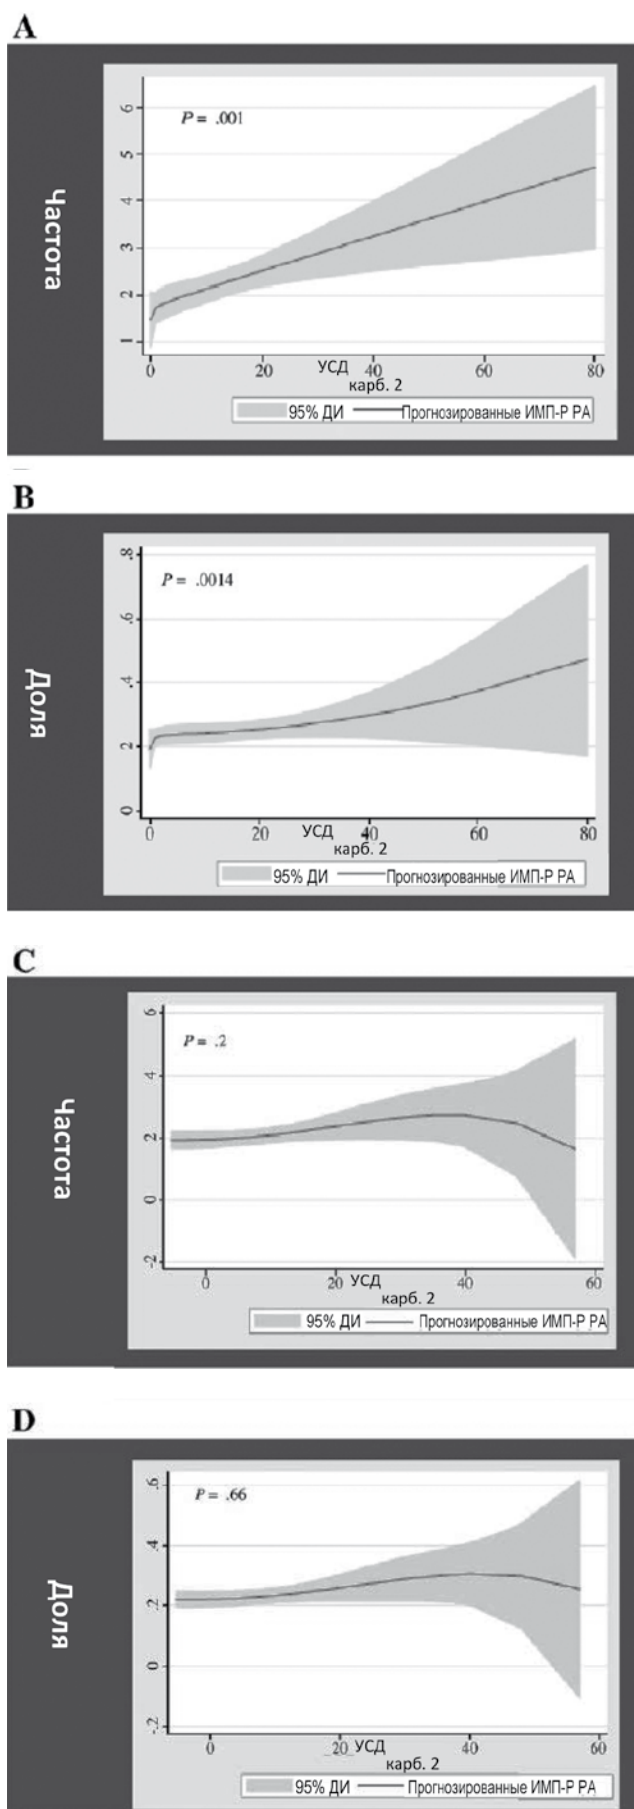 A
Частота
6
5
4
3
2
1
P = .001
0 20 40 60 80
УСД
карб. 2
95% ДИ Прогнозированные ИМП-Р РА
B
Доля
.8
.6
.4
.2
0
P = .0014
0 20 40 60 80
УСД
карб. 2
95% ДИ Прогнозированные ИМП-Р РА
C
Частота
6
4
2
0
-2
P = .2
0 20 40 60
УСД
карб. 2
95% ДИ Прогнозированные ИМП-Р РА
D
Доля
.6
.4
.2
0
-.2
P = .66
0 20 40 60
УСД
карб. 2
95% ДИ Прогнозированные ИМП-Р РА